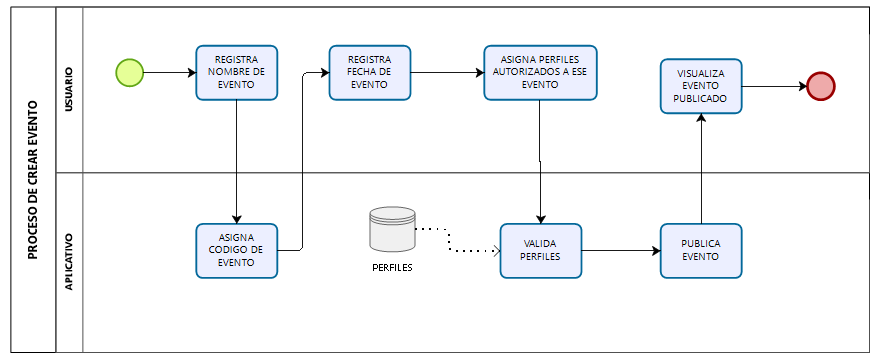 PROCESO DE CREAR EVENTO
USUARIO
REGISTRA
NOMBRE DE
EVENTO
REGISTRA
FECHA DE
EVENTO
ASIGNA PERFILES
AUTORIZADOS A ESE
EVENTO
VISUALIZA
EVENTO
PUBLICADO
APLICATIVO
ASIGNA
CODIGO DE
EVENTO
PERFILES
VALIDA
PERFILES
PUBLICA
EVENTO